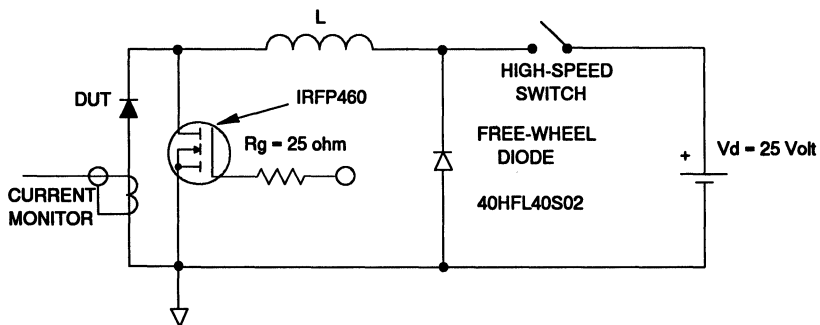 L
HIGH-SPEED
SWITCH
DUT
IRFP460
Rg = 25 ohm
FREE-WHEEL
DIODE
+
Vd = 25 Volt
CURRENT
MONITOR
40HFL40S02